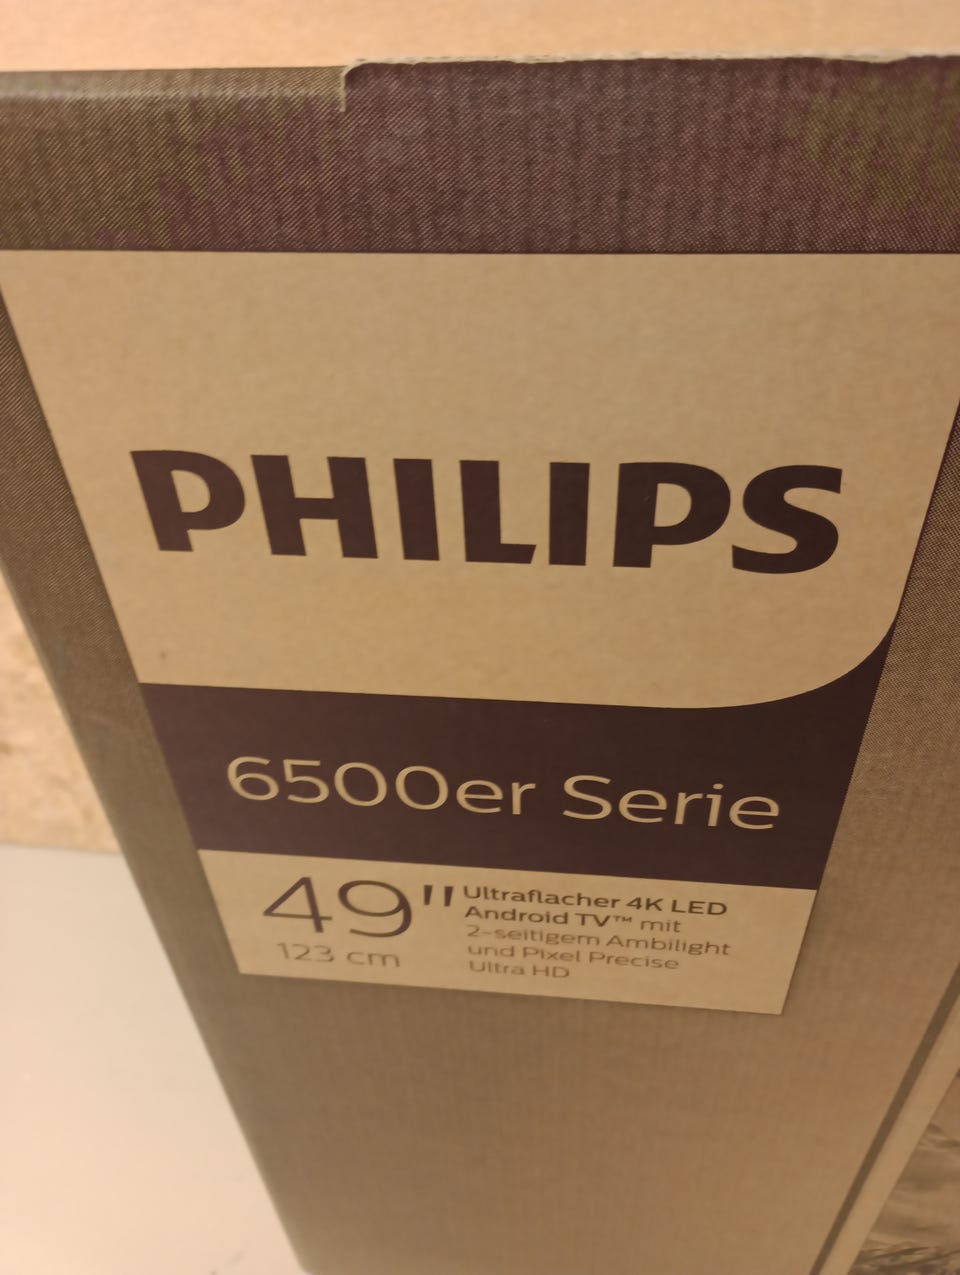 PHILIPS
6500er Serie
49"
123 cm
Ultraflacher 4K LED
Android TV™ mit
2-seitigem Ambilight
und Pixel Precise
Ultra HD